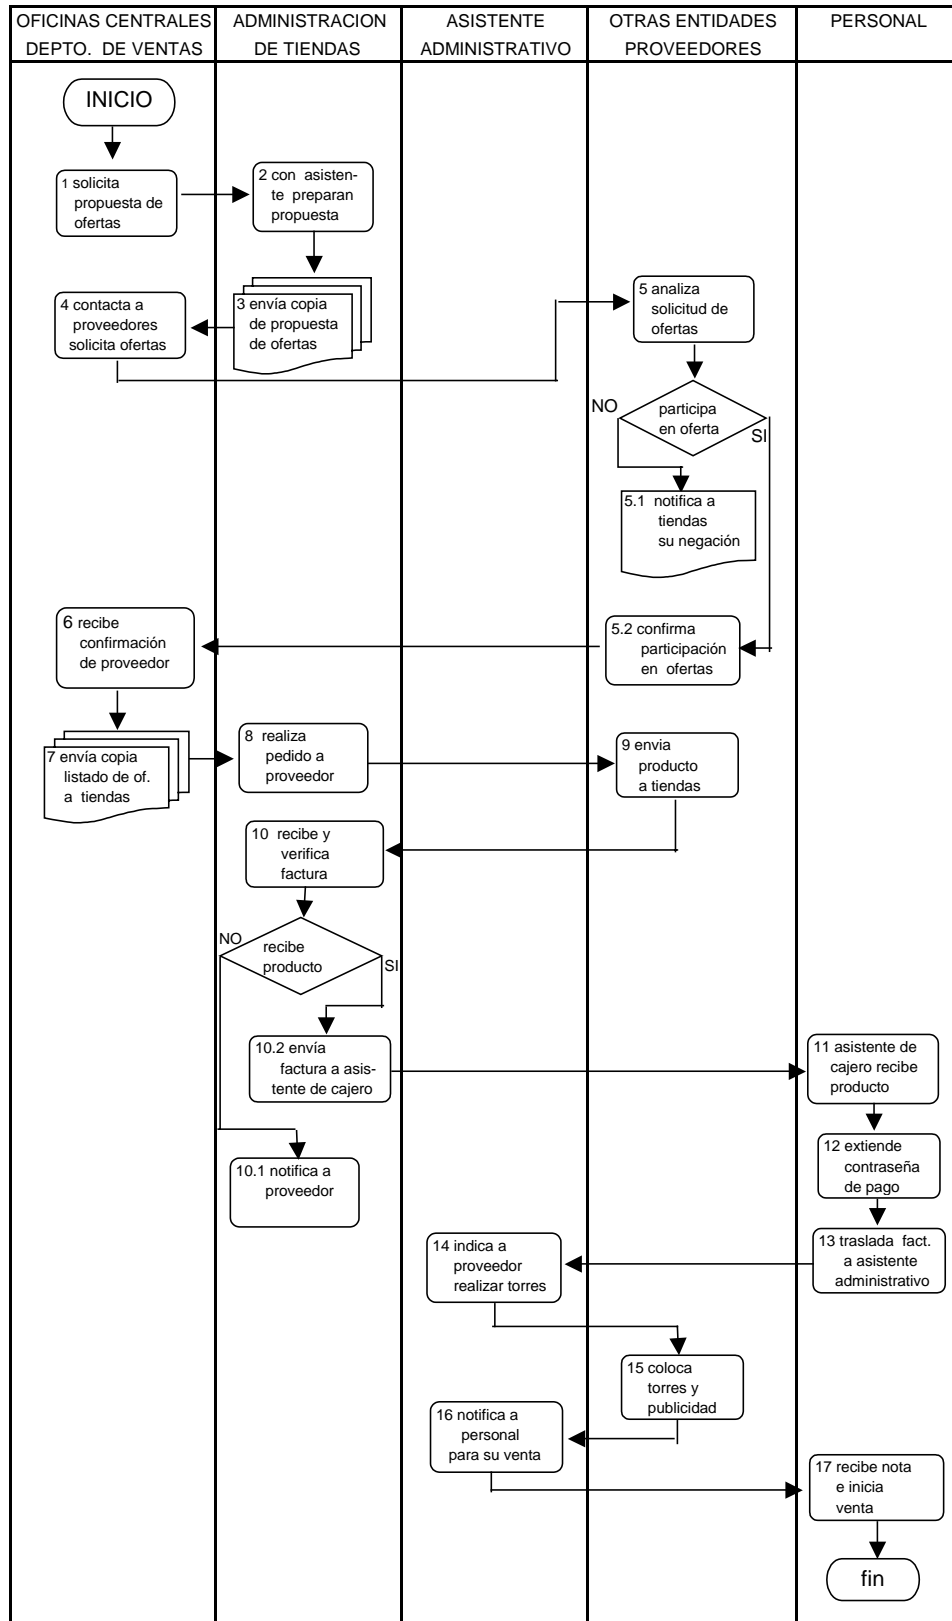 OFICINAS CENTRALES
DEPTO. DE VENTAS
ADMINISTRACION
DE TIENDAS
ASISTENTE
ADMINISTRATIVO
OTRAS ENTIDADES
PROVEEDORES
PERSONAL
INICIO
1 solicita
propuesta de
ofertas
2 con asisten-
te preparan
propuesta
3 envía copia
de propuesta
de ofertas
4 contacta a
proveedores
solicita ofertas
5 analiza
solicitud de
ofertas
participa
en oferta
NO
SI
5.1 notifica a
tiendas
su negación
5.2 confirma
participación
en ofertas
6 recibe
confirmación
de proveedor
7 envía copia
listado de of.
a tiendas
8 realiza
pedido a
proveedor
9 envia
producto
a tiendas
10 recibe y
verifica
factura
recibe
producto
NO
SI
10.2 envía
factura a asis-
tente de cajero
10.1 notifica a
proveedor
11 asistente de
cajero recibe
producto
12 extiende
contraseña
de pago
13 traslada fact.
a asistente
administrativo
14 indica a
proveedor
realizar torres
15 coloca
torres y
publicidad
16 notifica a
personal
para su venta
17 recibe nota
e inicia
venta
fin